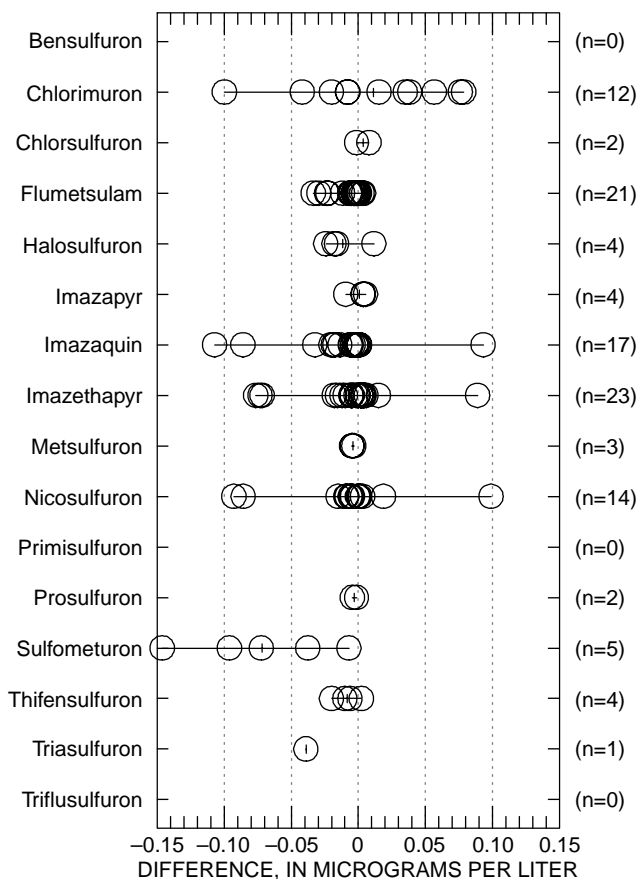 Bensulfuron (n=0)
Chlorimuron (n=12)
Chlorsulfuron (n=2)
Flumetsulam (n=21)
Halosulfuron (n=4)
Imazapyr (n=4)
Imazaquin (n=17)
Imazethapyr (n=23)
Metsulfuron (n=3)
Nicosulfuron (n=14)
Primisulfuron (n=0)
Prosulfuron (n=2)
Sulfometuron (n=5)
Thifensulfuron (n=4)
Triasulfuron (n=1)
Triflusulfuron (n=0)
–0.15 –0.10 –0.05 0 0.05 0.10 0.15
DIFFERENCE, IN MICROGRAMS PER LITER